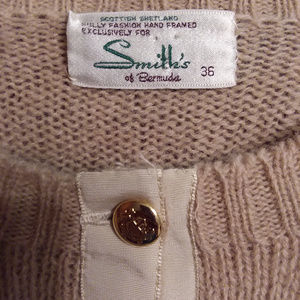 SCOTTISH SHETLAND
FULLY FASHION HAND FRAMED
EXCLUSIVELY FOR
Smith's
of Bermuda
36